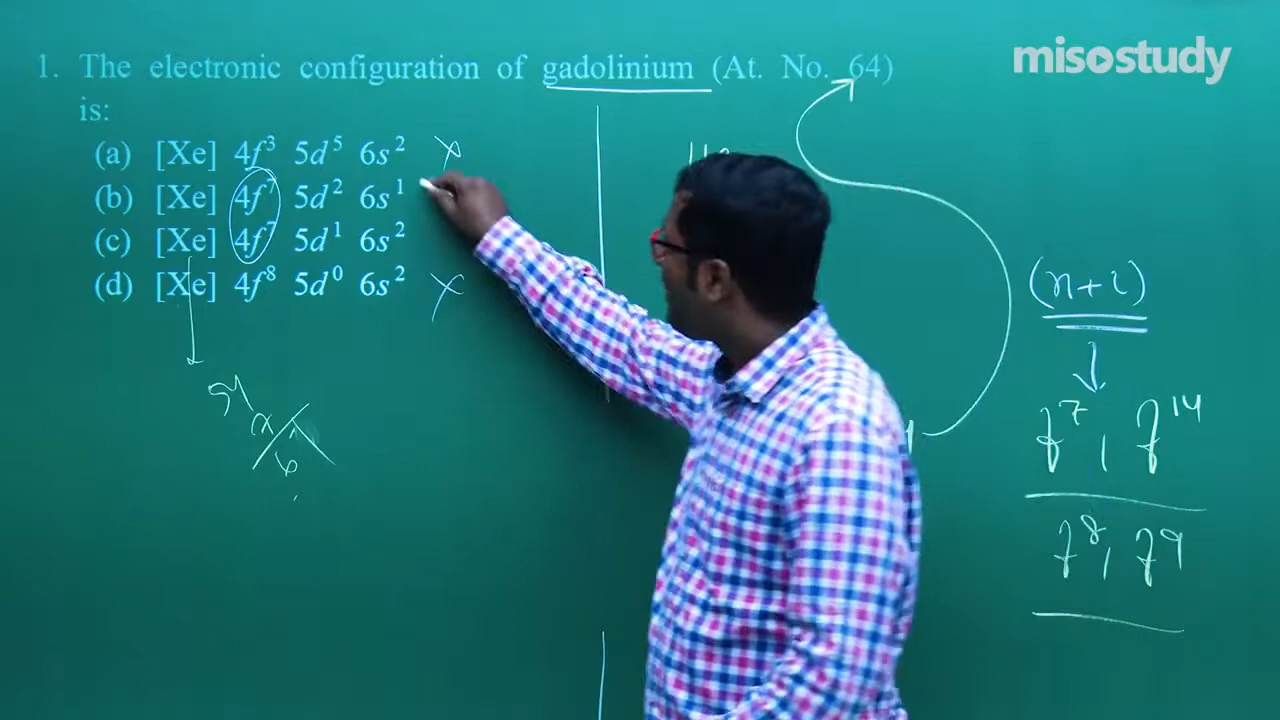 misostudy
1. The electronic configuration of gadolinium (At. No. 64)
is:
(a) [Xe] 4f³ 5d⁵ 6s² ×
(b) [Xe] 4f⁷ 5d² 6s¹
(c) [Xe] 4f⁷ 5d¹ 6s²
(d) [Xe] 4f⁸ 5d⁰ 6s² ×
54
(n+l)
f⁷, f¹⁴
f⁸, f⁹